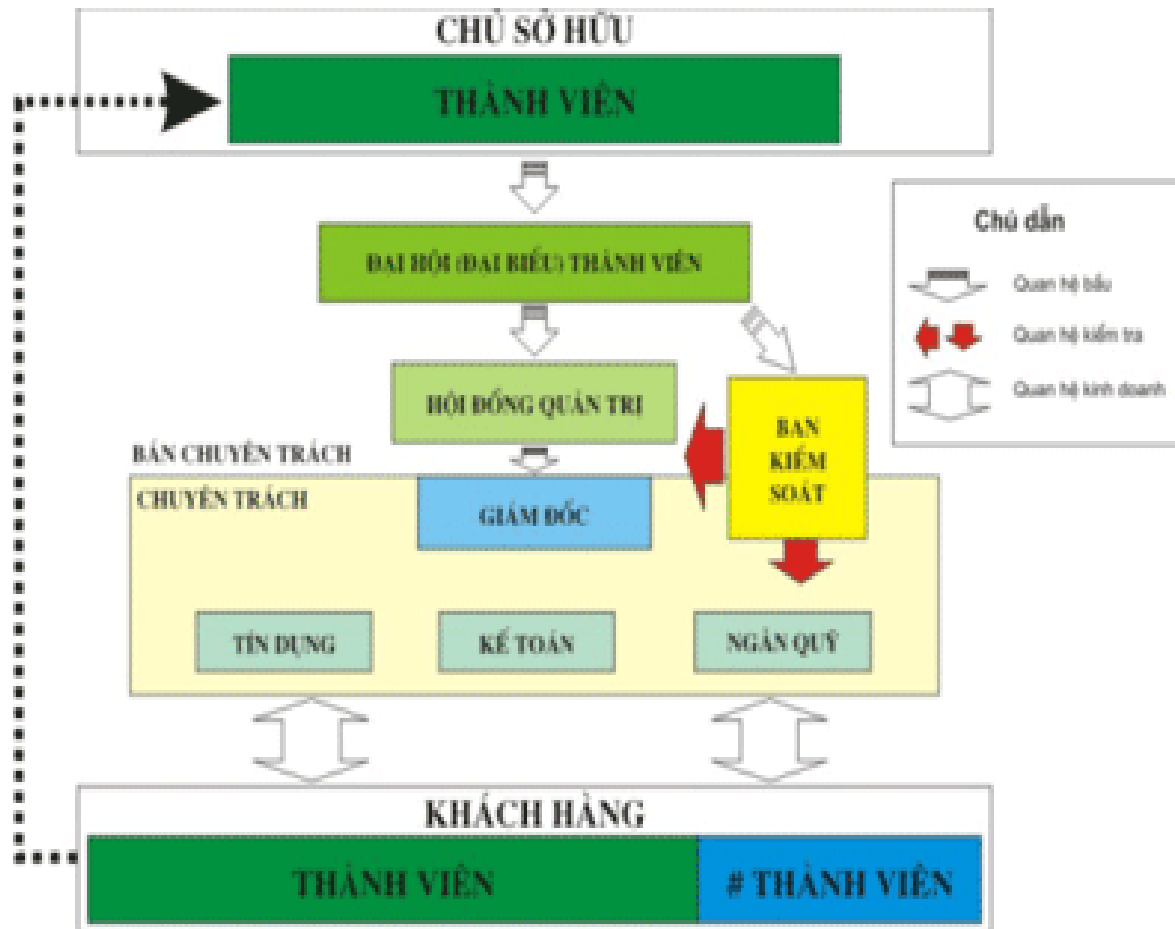 CHỦ SỞ HỮU
THÀNH VIÊN
ĐẠI HỘI (ĐẠI BIỂU) THÀNH VIÊN
Chú dẫn
Quan hệ bầu
Quan hệ kiểm tra
Quan hệ kinh doanh
HỘI ĐỒNG QUẢN TRỊ
BAN
KIỂM
SOÁT
BÁN CHUYÊN TRÁCH
CHUYÊN TRÁCH
GIÁM ĐỐC
TÍN DỤNG
KẾ TOÁN
NGÂN QUỸ
KHÁCH HÀNG
THÀNH VIÊN
# THÀNH VIÊN